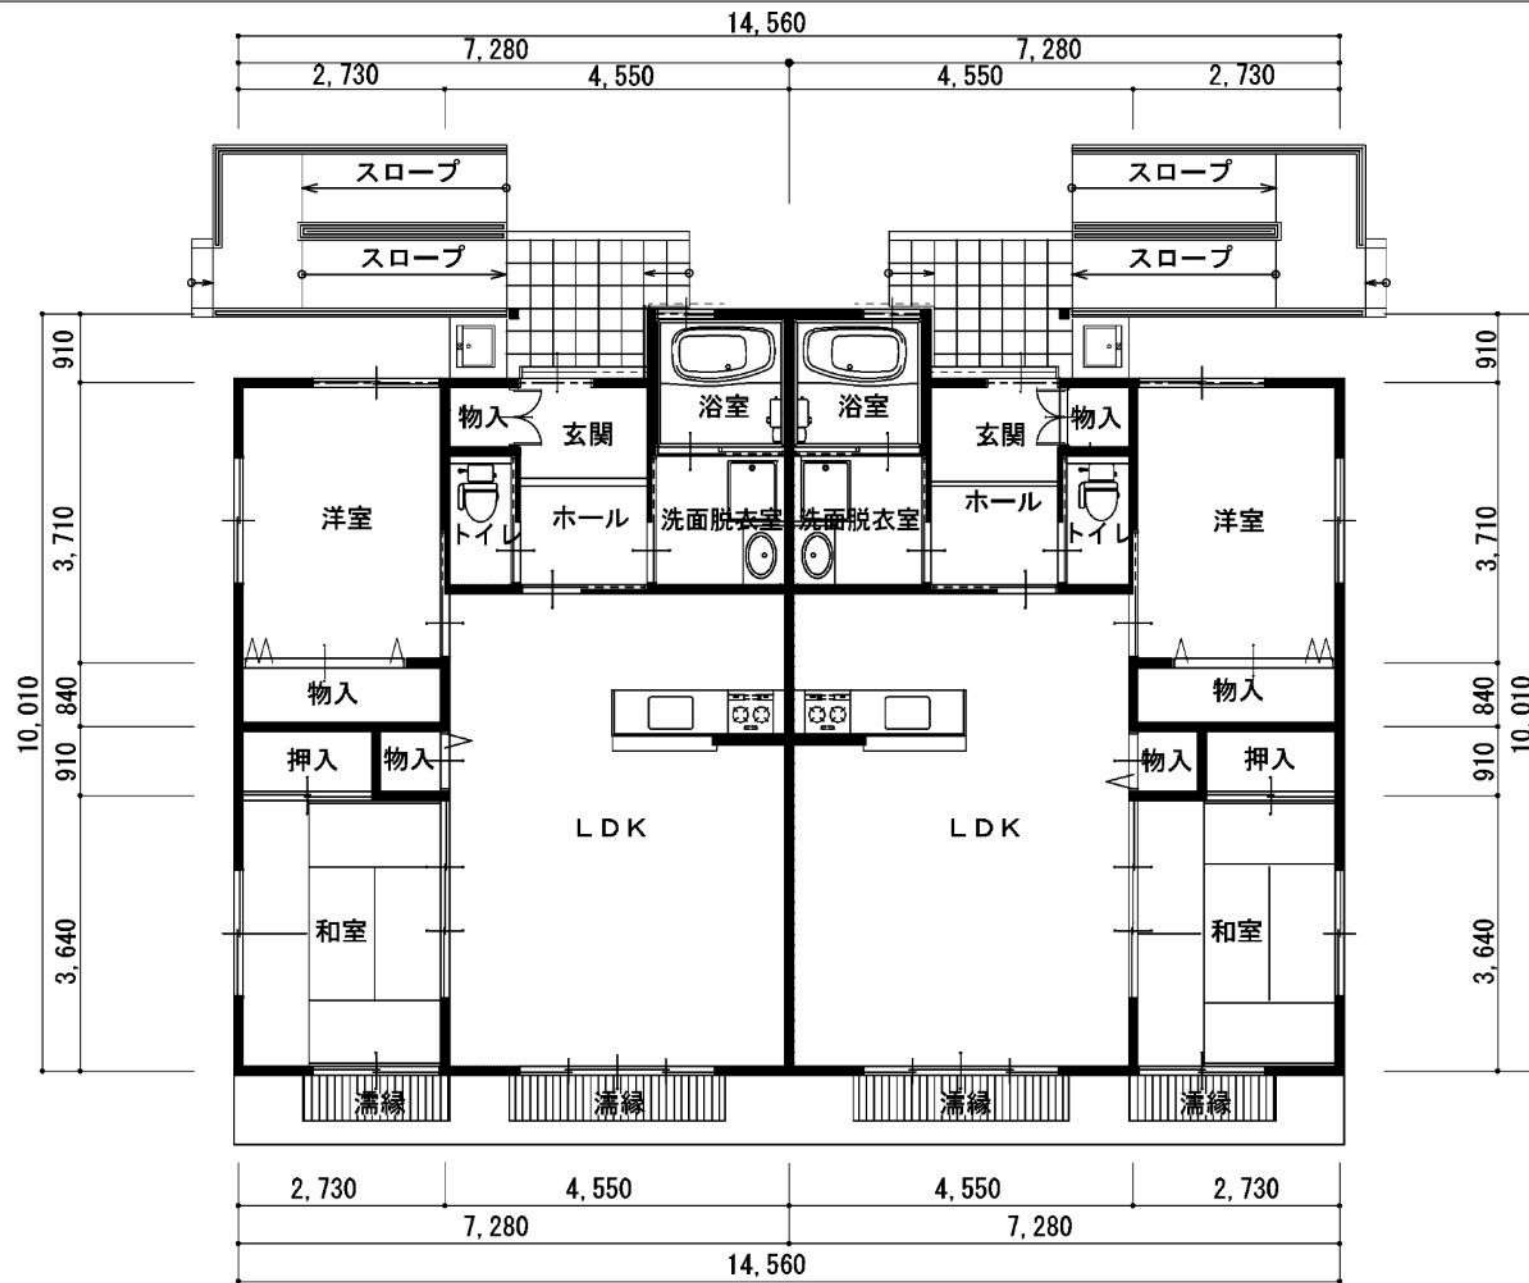 14,560
7,280 7,280
2,730 4,550 4,550 2,730
スロープ スロープ
スロープ スロープ
910 910
浴室 浴室
物入 玄関 玄関 物入
洋室 トイレ ホール 洗面脱衣室 洗面脱衣室 ホール トイレ 洋室
3,710 3,710
物入 物入
10,010 840 840 10,010
910 押入 物入 物入 押入 910
LDK LDK
3,640 和室 和室 3,640
濡縁 濡縁 濡縁 濡縁
2,730 4,550 4,550 2,730
7,280 7,280
14,560